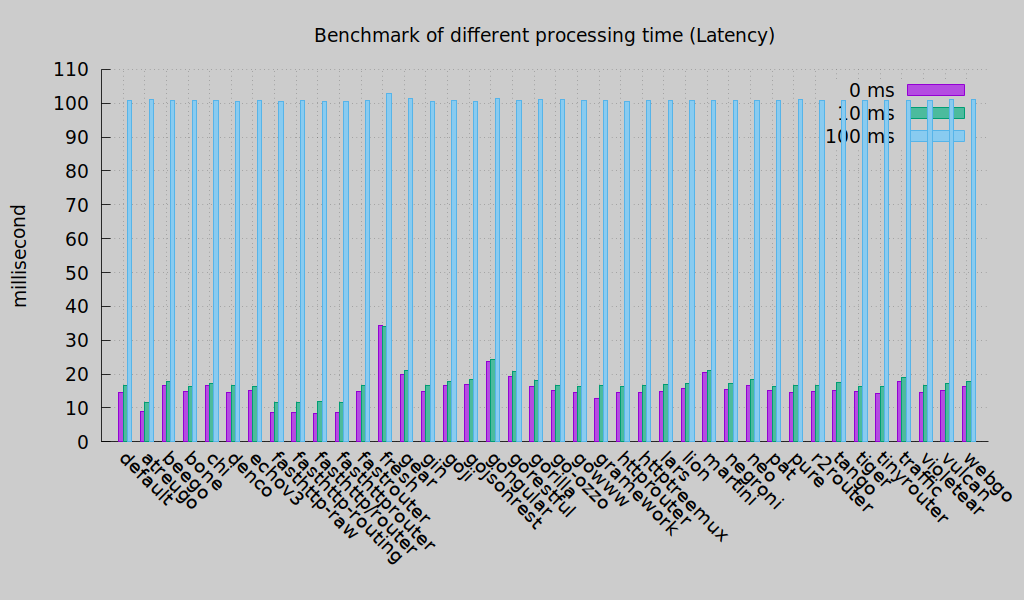 Benchmark of different processing time (Latency)
millisecond
110
100
90
80
70
60
50
40
30
20
10
0
0 ms
10 ms
100 ms
default
atreugo
beego
bone
chi
denco
echov3
fasthttp-raw
fasthttp-routing
fasthttp/router
fasthttprouter
fastrouter
fresh
gear
gin
goji
gojsonrest
gongular
gorestful
gorilla
gorozzo
gowww
gramework
httprouter
httptreemux
lars
lion
martini
negroni
neo
pat
pure
r2router
tango
tiger
tinyrouter
traffic
violetear
vulcan
webgo